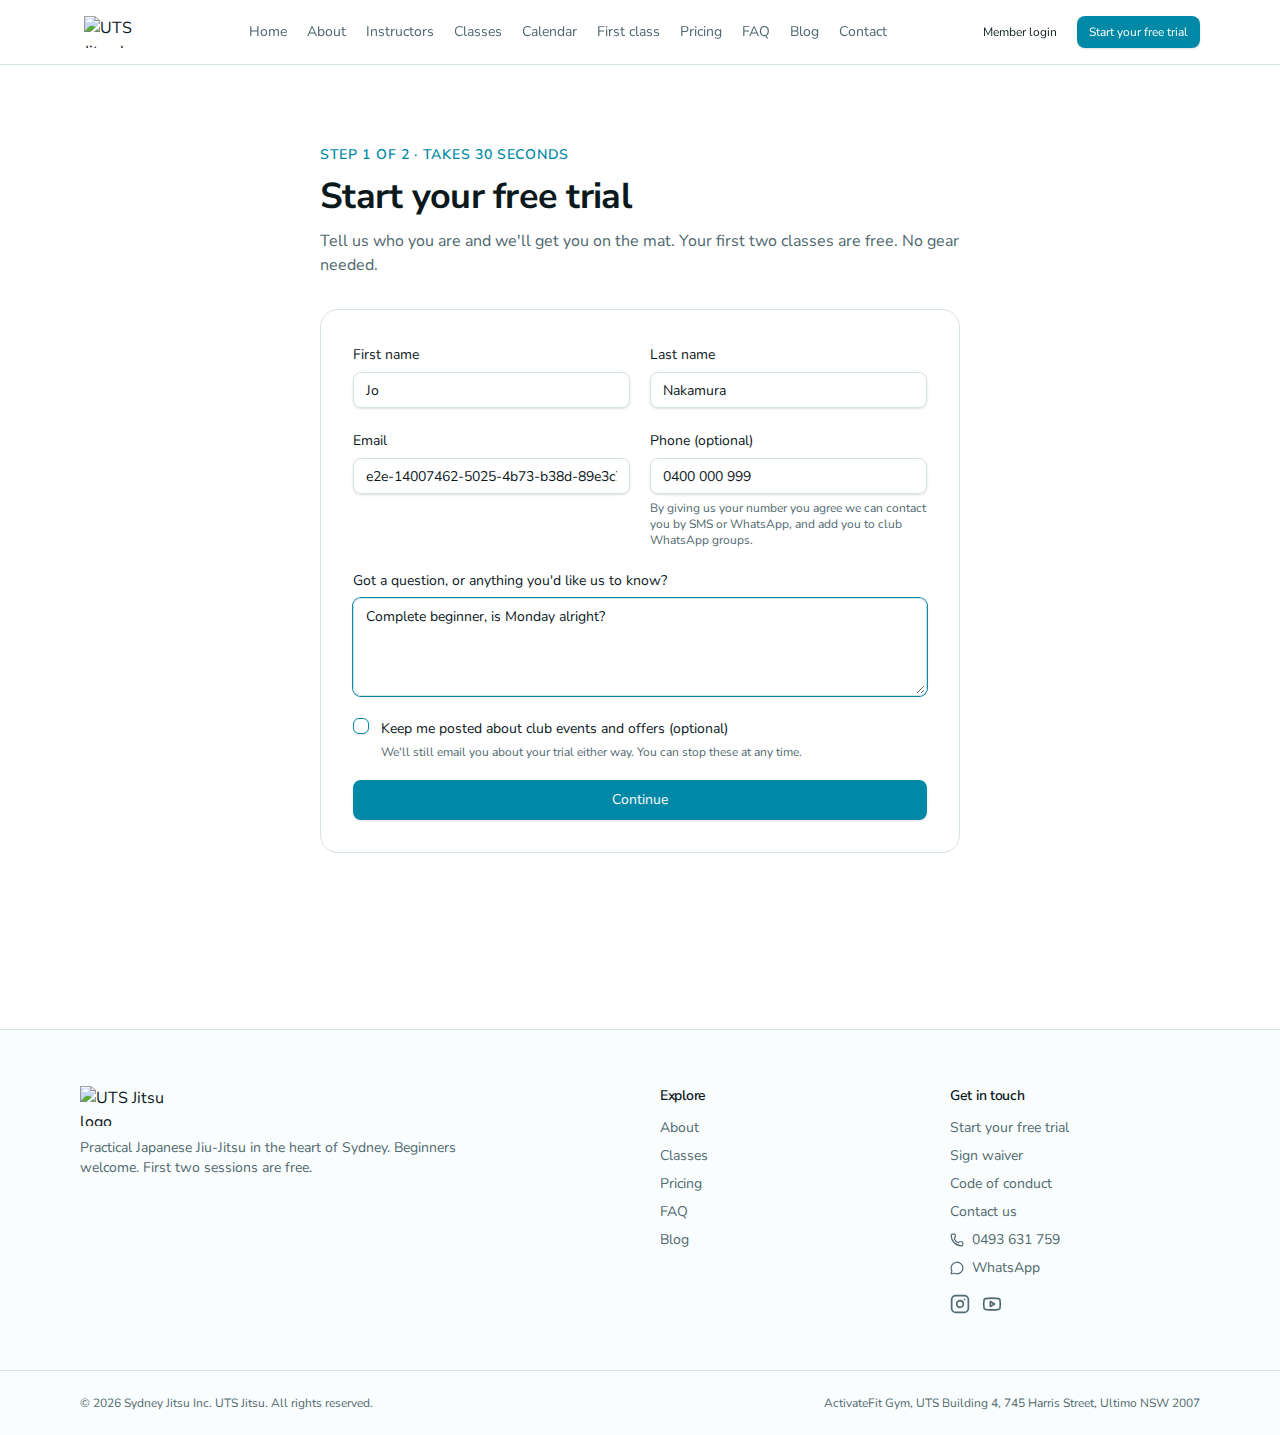 UTS
Home About Instructors Classes Calendar First class Pricing FAQ Blog Contact
Member login
Start your free trial
STEP 1 OF 2 · TAKES 30 SECONDS
Start your free trial
Tell us who you are and we'll get you on the mat. Your first two classes are free. No gear
needed.
First name
Last name
Jo
Nakamura
Email
Phone (optional)
e2e-14007462-5025-4b73-b38d-89e3c
0400 000 999
By giving us your number you agree we can contact
you by SMS or WhatsApp, and add you to club
WhatsApp groups.
Got a question, or anything you'd like us to know?
Complete beginner, is Monday alright?
Keep me posted about club events and offers (optional)
We'll still email you about your trial either way. You can stop these at any time.
Continue
UTS Jitsu
logo
Practical Japanese Jiu-Jitsu in the heart of Sydney. Beginners
welcome. First two sessions are free.
Explore
About
Classes
Pricing
FAQ
Blog
Get in touch
Start your free trial
Sign waiver
Code of conduct
Contact us
0493 631 759
WhatsApp
© 2026 Sydney Jitsu Inc. UTS Jitsu. All rights reserved.
ActivateFit Gym, UTS Building 4, 745 Harris Street, Ultimo NSW 2007